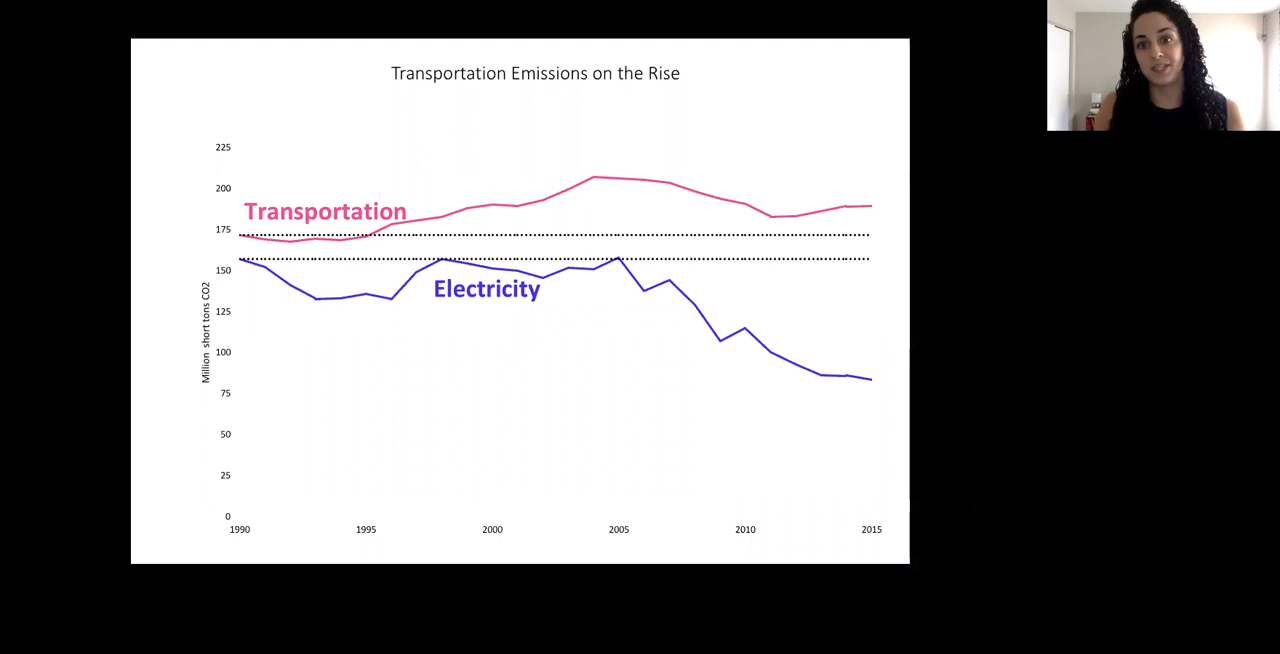 Transportation Emissions on the Rise
225
200
Transportation
175
150
Electricity
125
Million short tons CO2
100
75
50
25
0
1990 1995 2000 2005 2010 2015